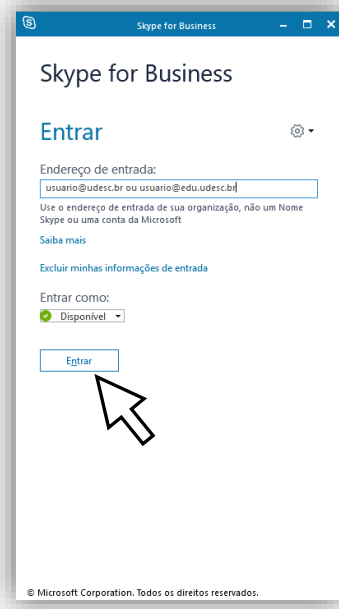 Skype for Business
Skype for Business
Entrar
Endereço de entrada:
usuario@udesc.br ou usuario@edu.udesc.br
Use o endereço de entrada de sua organização, não um Nome
Skype ou uma conta da Microsoft
Saiba mais
Excluir minhas informações de entrada
Entrar como:
Disponível
Entrar
© Microsoft Corporation. Todos os direitos reservados.